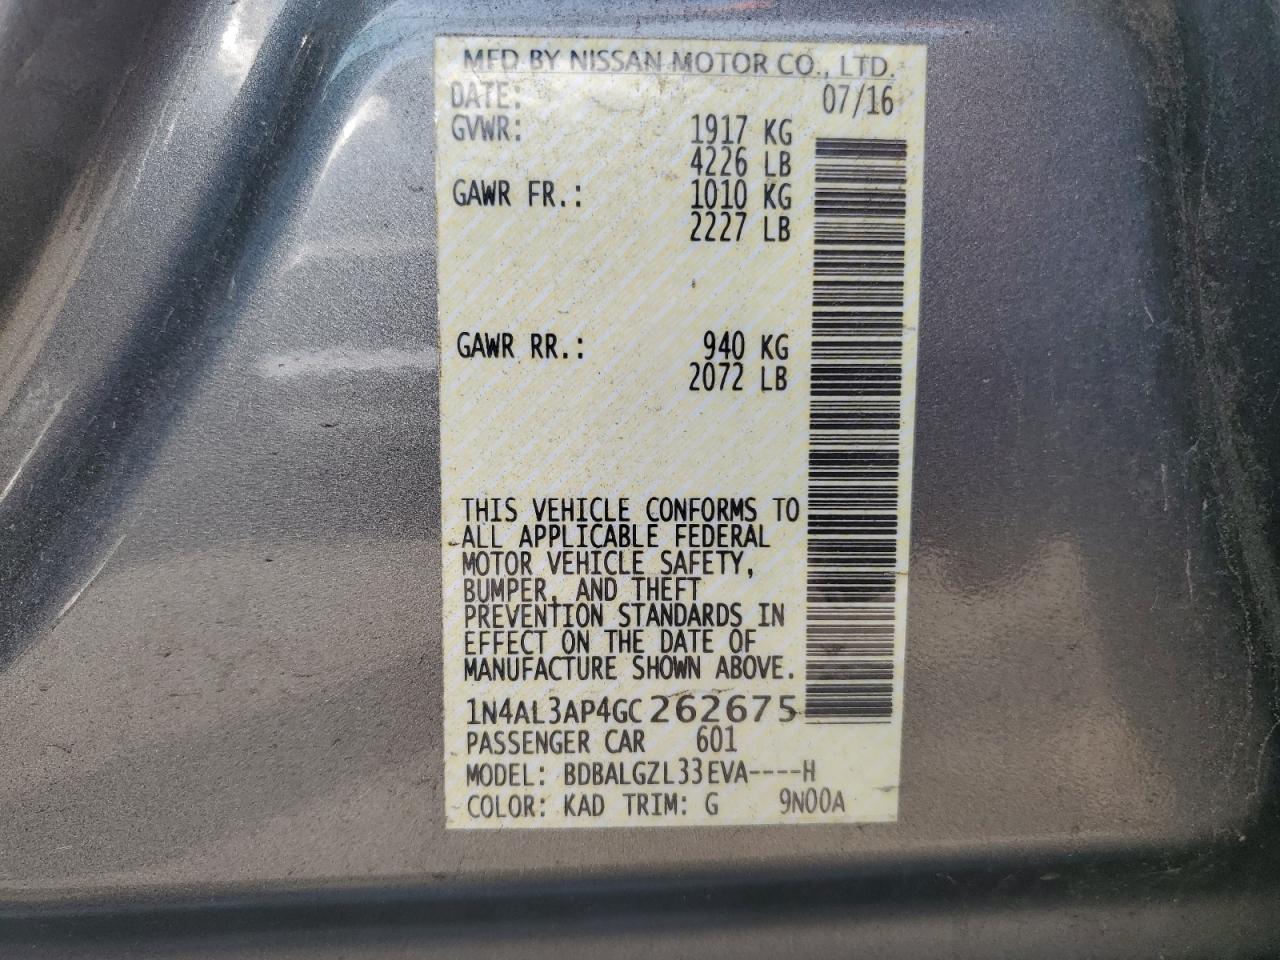 MFD BY NISSAN MOTOR CO., LTD.
DATE: 07/16
GVWR: 1917 KG
4226 LB
GAWR FR.: 1010 KG
2227 LB
GAWR RR.: 940 KG
2072 LB
THIS VEHICLE CONFORMS TO
ALL APPLICABLE FEDERAL
MOTOR VEHICLE SAFETY,
BUMPER, AND THEFT
PREVENTION STANDARDS IN
EFFECT ON THE DATE OF
MANUFACTURE SHOWN ABOVE.
1N4AL3AP4GC262675
PASSENGER CAR 601
MODEL: BDBALGZL33EVA----H
COLOR: KAD TRIM: G 9N00A